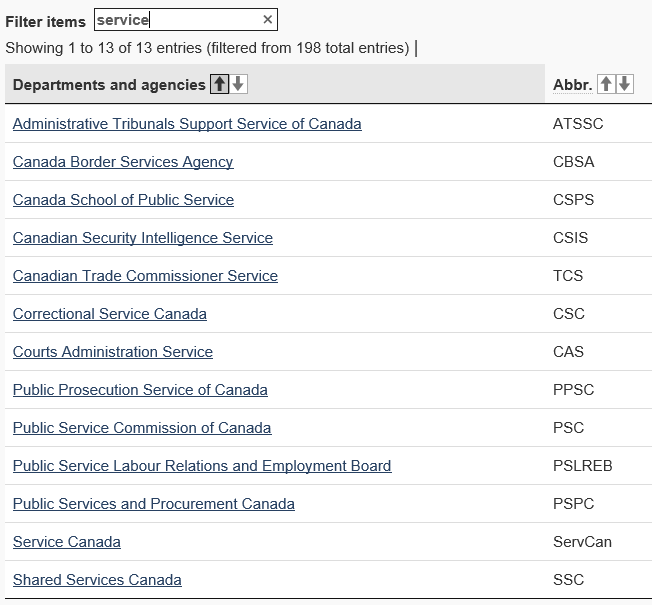 Filter items service ×
Showing 1 to 13 of 13 entries (filtered from 198 total entries) |
Departments and agencies Abbr.
Administrative Tribunals Support Service of Canada ATSSC
Canada Border Services Agency CBSA
Canada School of Public Service CSPS
Canadian Security Intelligence Service CSIS
Canadian Trade Commissioner Service TCS
Correctional Service Canada CSC
Courts Administration Service CAS
Public Prosecution Service of Canada PPSC
Public Service Commission of Canada PSC
Public Service Labour Relations and Employment Board PSLREB
Public Services and Procurement Canada PSPC
Service Canada ServCan
Shared Services Canada SSC